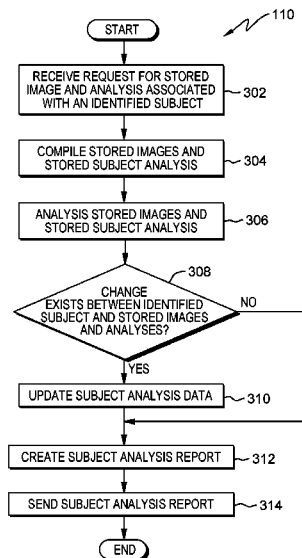 START
110
RECEIVE REQUEST FOR STORED
IMAGE AND ANALYSIS ASSOCIATED
WITH AN IDENTIFIED SUBJECT
302
COMPILE STORED IMAGES AND
STORED SUBJECT ANALYSIS
304
ANALYSIS STORED IMAGES AND
STORED SUBJECT ANALYSIS
306
308
CHANGE
EXISTS BETWEEN IDENTIFIED
SUBJECT AND STORED IMAGES
AND ANALYSES?
NO
YES
UPDATE SUBJECT ANALYSIS DATA
310
CREATE SUBJECT ANALYSIS REPORT
312
SEND SUBJECT ANALYSIS REPORT
314
END